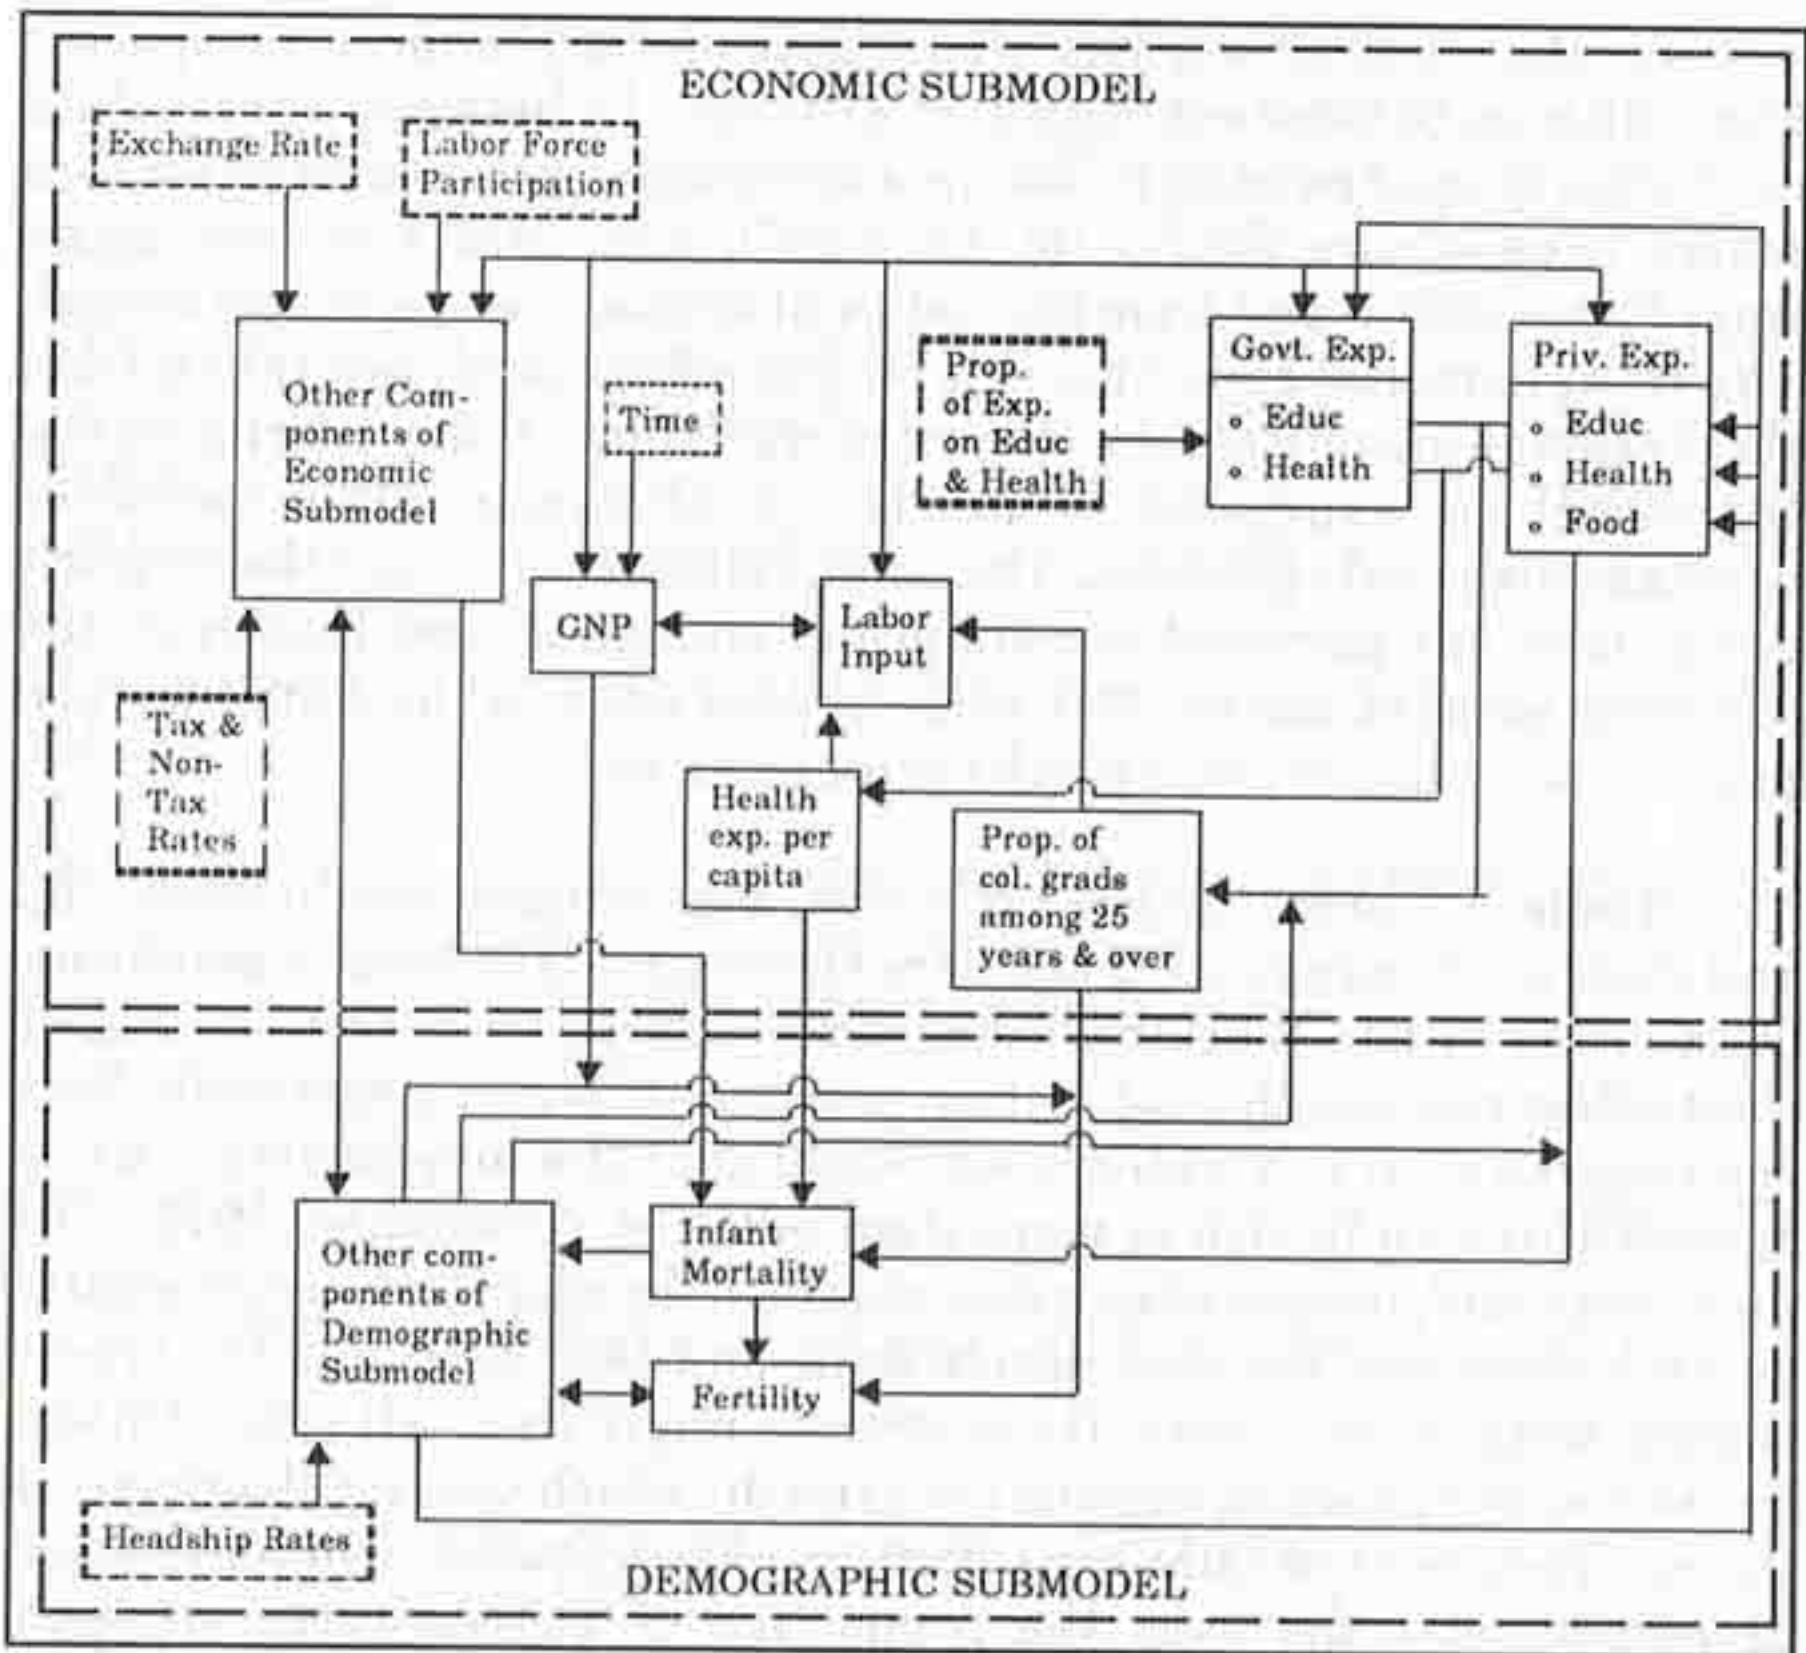 ECONOMIC SUBMODEL
Exchange Rate
Labor Force
Participation
Other Com-
ponents of
Economic
Submodel
Time
Prop.
of Exp.
on Educ
& Health
Govt. Exp.
• Educ
• Health
Priv. Exp.
• Educ
• Health
• Food
GNP
Labor
Input
Tax &
Non-
Tax
Rates
Health
exp. per
capita
Prop. of
col. grads
among 25
years & over
Other com-
ponents of
Demographic
Submodel
Infant
Mortality
Fertility
Headship Rates
DEMOGRAPHIC SUBMODEL